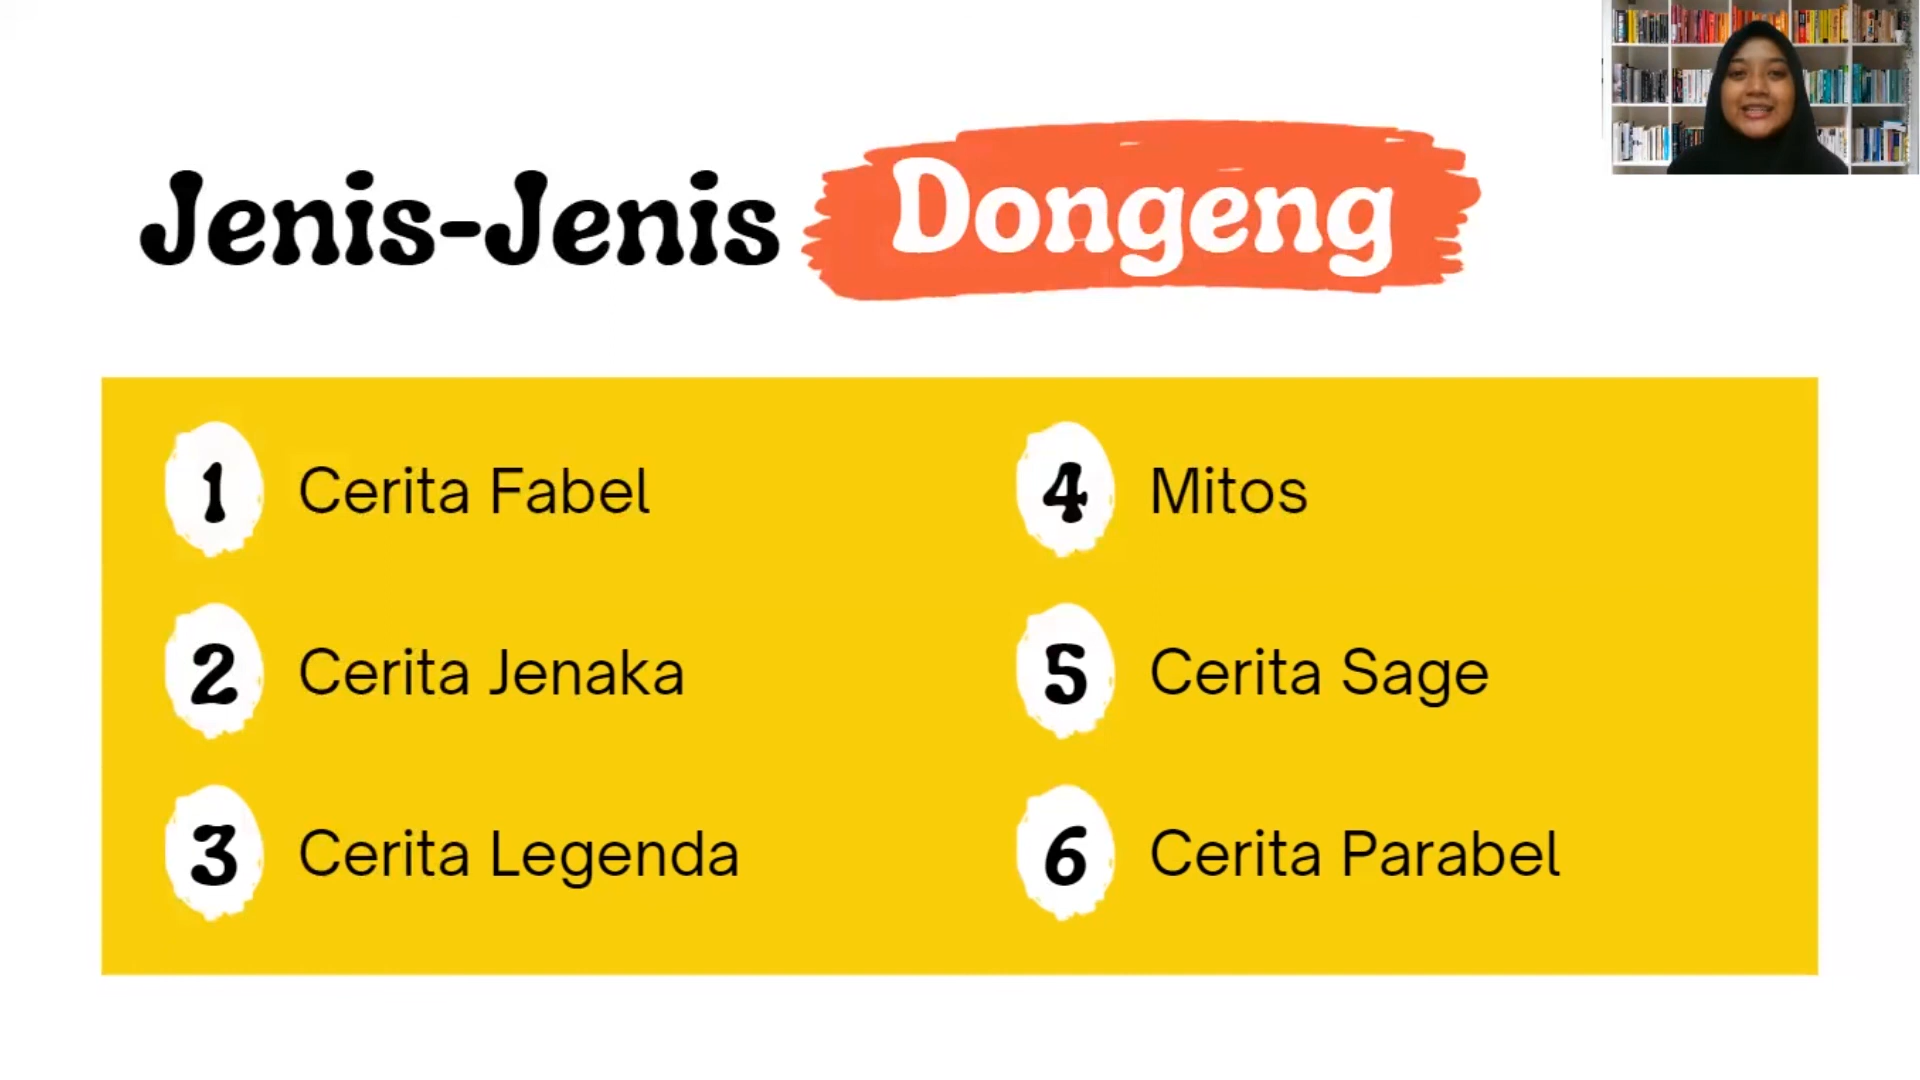 Jenis-Jenis Dongeng
1 Cerita Fabel
2 Cerita Jenaka
3 Cerita Legenda
4 Mitos
5 Cerita Sage
6 Cerita Parabel